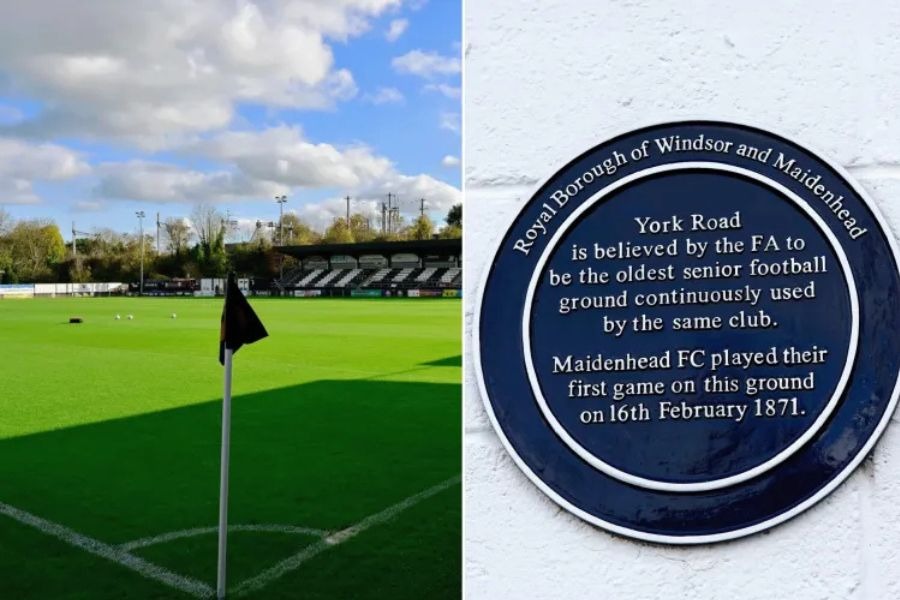 Royal Borough of Windsor and Maidenhead
York Road
is believed by the FA to
be the oldest senior football
ground continuously used
by the same club.
Maidenhead FC played their
first game on this ground
on 16th February 1871.